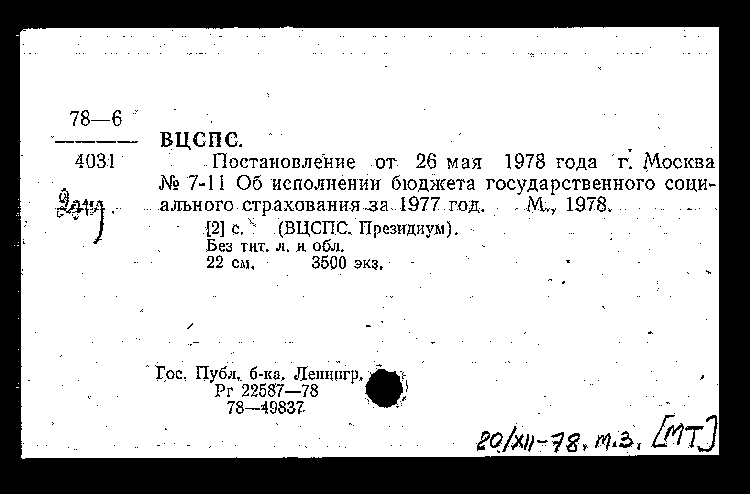 78—6
4031
ВЦСПС.
Постановление от 26 мая 1978 года г. Москва
№ 7-11 Об исполнении бюджета государственного соци-
ального страхования за 1977 год. М., 1978.
[2] с. (ВЦСПС. Президиум).
Без тит. л. и обл.
22 см. 3500 экз.
Гос. Публ. б-ка. Ленингр.
Рг 22587—78
78—49837
20/XII-78. т.з. [МТ]